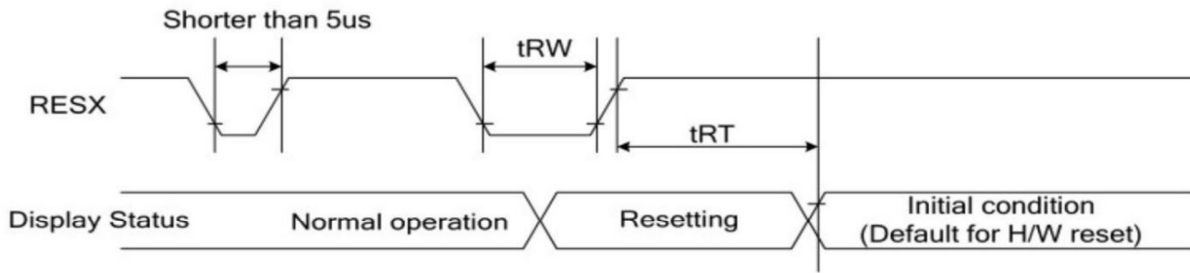 Shorter than 5us
tRW
RESX
tRT
Display Status
Normal operation
Resetting
Initial condition
(Default for H/W reset)